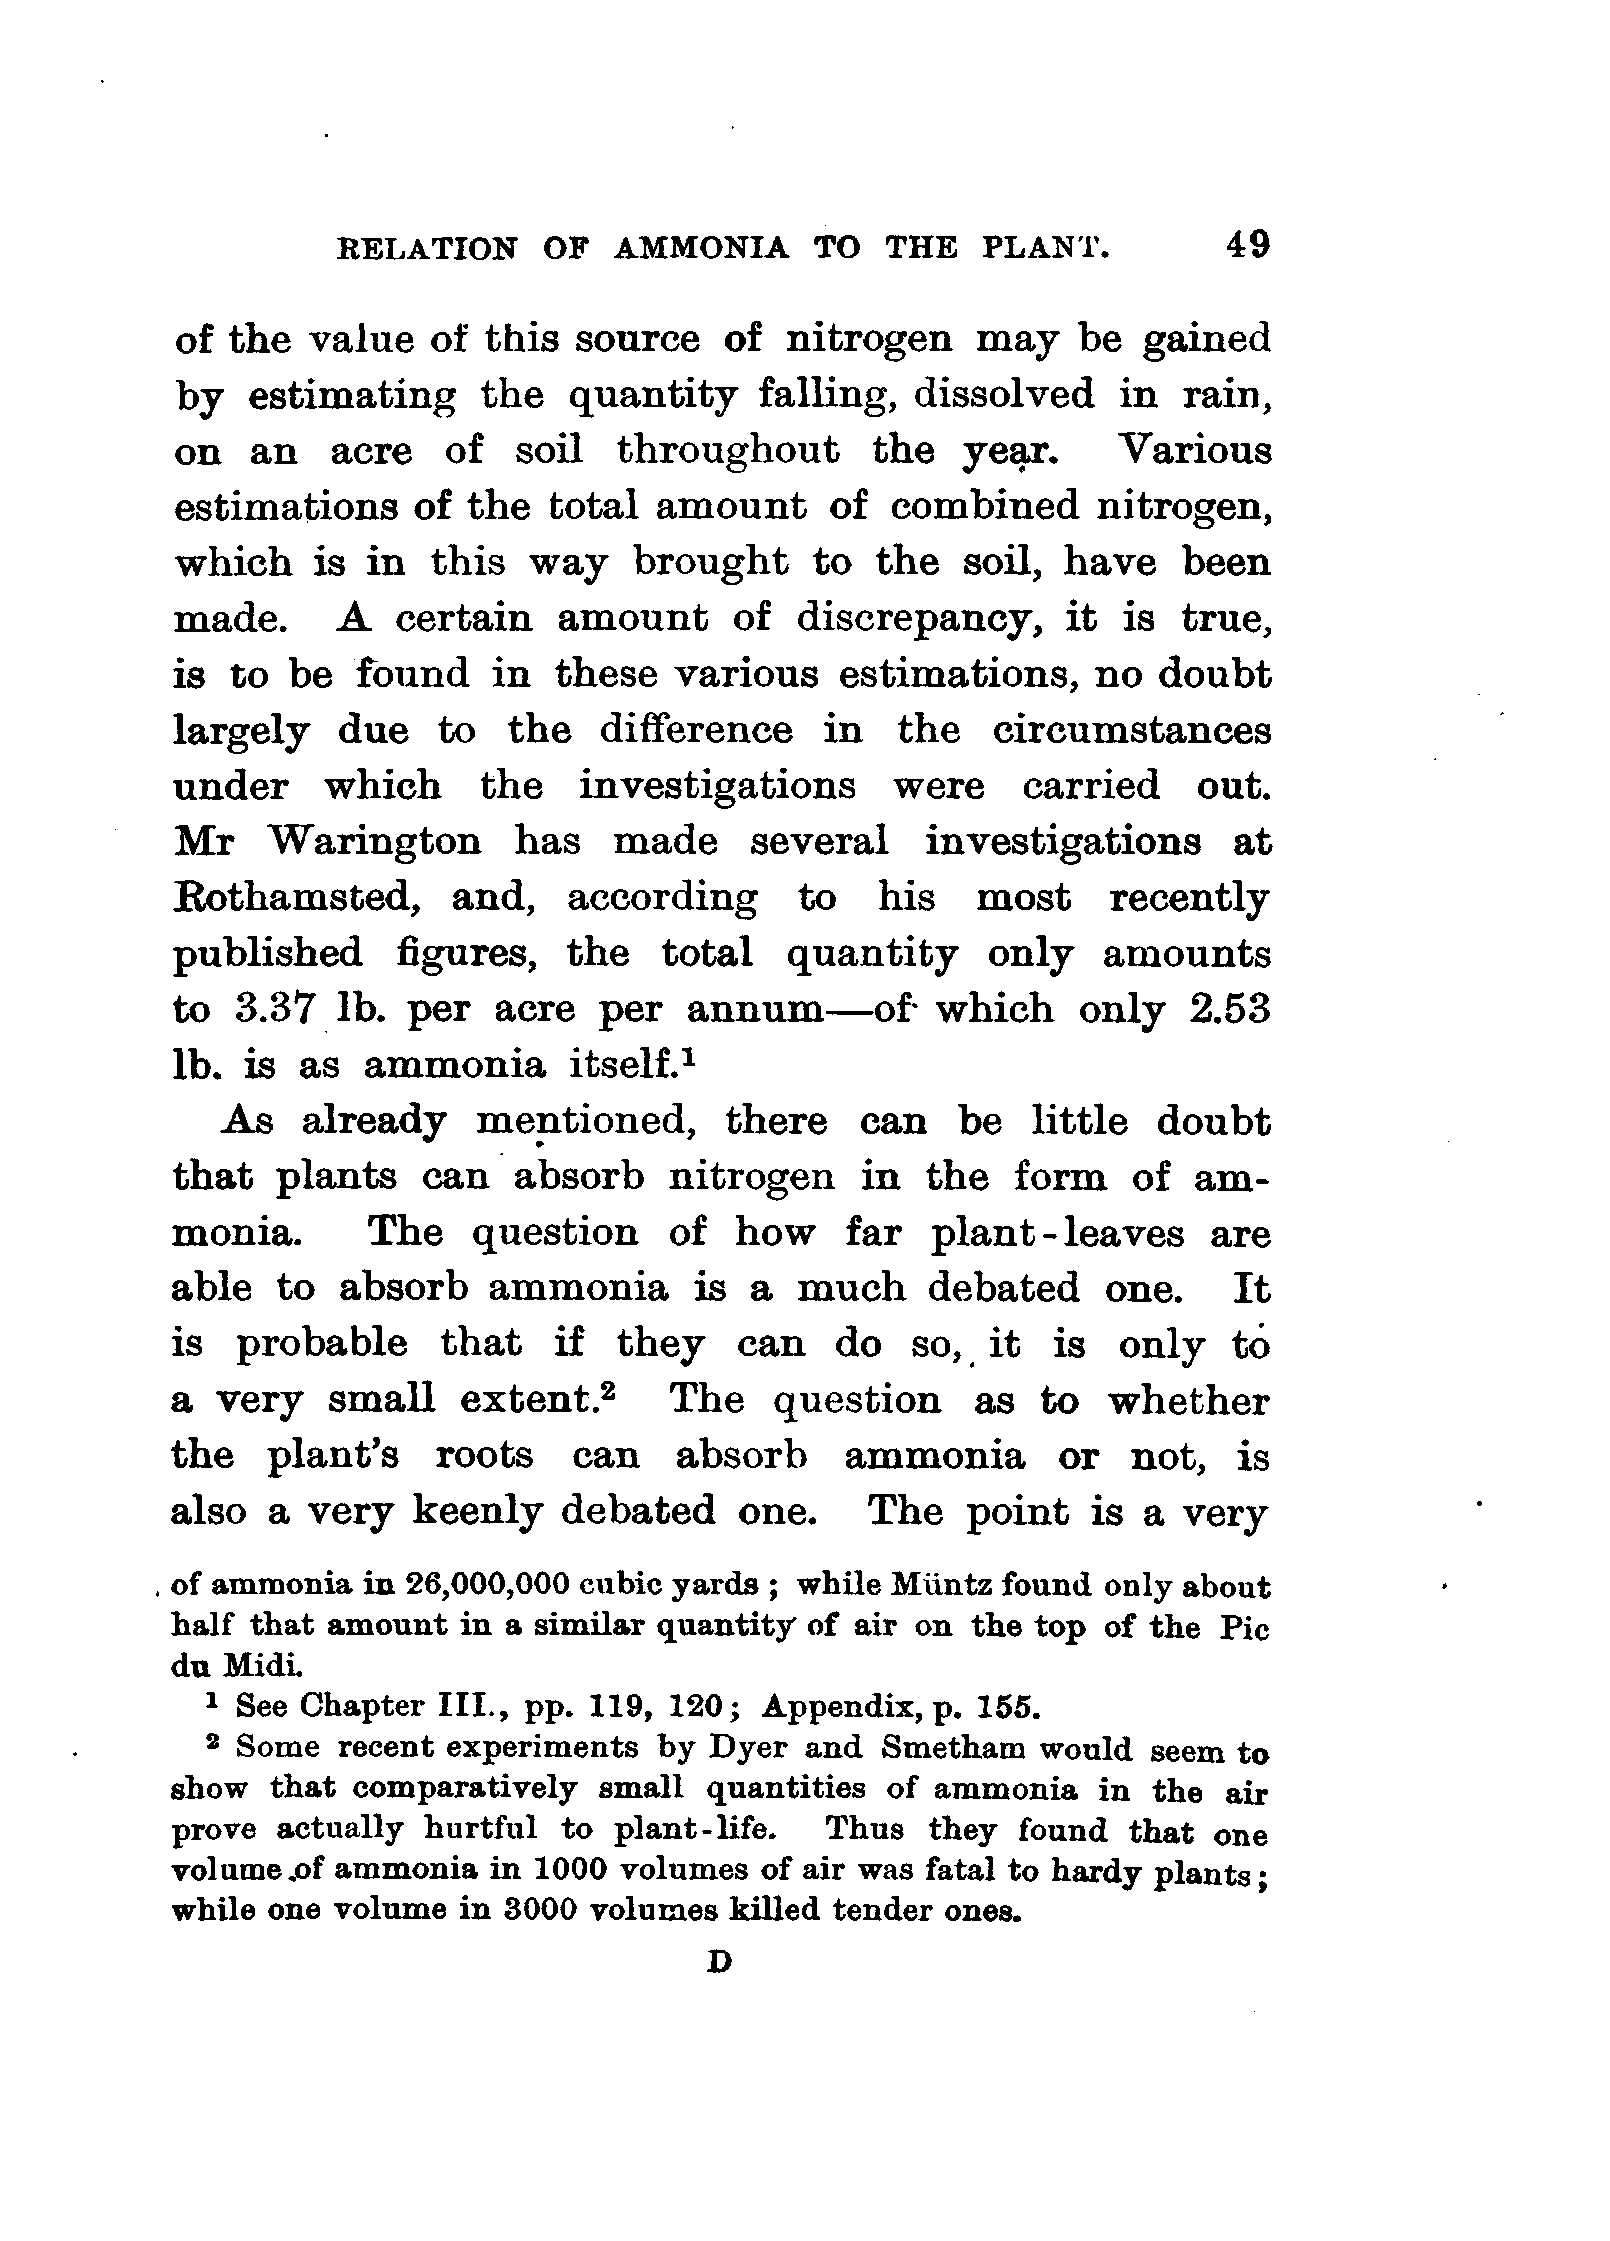 RELATION OF AMMONIA TO THE PLANT. 49
of the value of this source of nitrogen may be gained
by estimating the quantity falling, dissolved in rain,
on an acre of soil throughout the year. Various
estimations of the total amount of combined nitrogen,
which is in this way brought to the soil, have been
made. A certain amount of discrepancy, it is true,
is to be found in these various estimations, no doubt
largely due to the difference in the circumstances
under which the investigations were carried out.
Mr Warington has made several investigations at
Rothamsted, and, according to his most recently
published figures, the total quantity only amounts
to 3.37 lb. per acre per annum—of which only 2.53
lb. is as ammonia itself.¹
As already mentioned, there can be little doubt
that plants can absorb nitrogen in the form of am-
monia. The question of how far plant-leaves are
able to absorb ammonia is a much debated one. It
is probable that if they can do so, it is only to
a very small extent.² The question as to whether
the plant's roots can absorb ammonia or not, is
also a very keenly debated one. The point is a very
of ammonia in 26,000,000 cubic yards; while Müntz found only about
half that amount in a similar quantity of air on the top of the Pic
du Midi.
¹ See Chapter III., pp. 119, 120; Appendix, p. 155.
² Some recent experiments by Dyer and Smetham would seem to
show that comparatively small quantities of ammonia in the air
prove actually hurtful to plant-life. Thus they found that one
volume of ammonia in 1000 volumes of air was fatal to hardy plants;
while one volume in 3000 volumes killed tender ones.
D